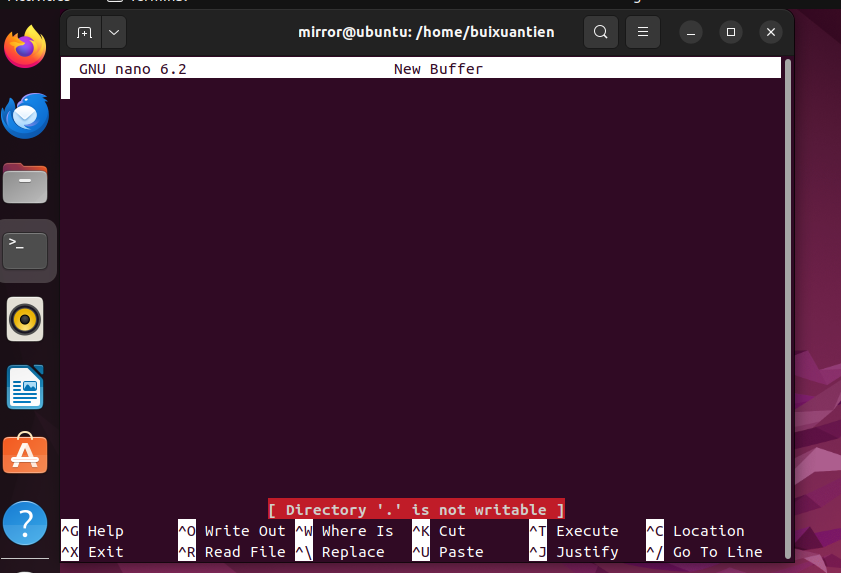 mirror@ubuntu: /home/buixuantien
GNU nano 6.2 New Buffer
>_
[ Directory '.' is not writable ]
^G Help ^O Write Out ^W Where Is ^K Cut ^T Execute ^C Location
^X Exit ^R Read File ^\ Replace ^U Paste ^J Justify ^/ Go To Line
?